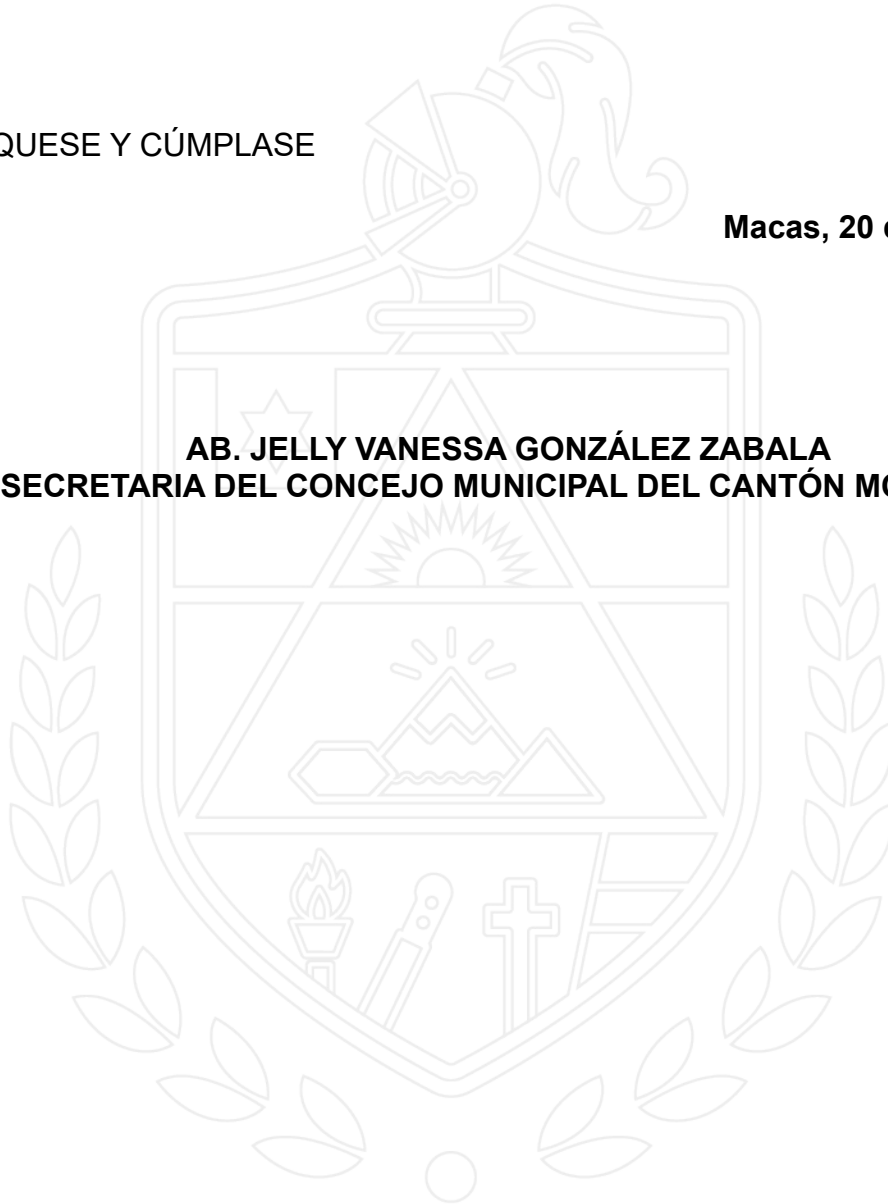 QUESE Y CÚMPLASE
Macas, 20
AB. JELLY VANESSA GONZÁLEZ ZABALA
SECRETARIA DEL CONCEJO MUNICIPAL DEL CANTÓN